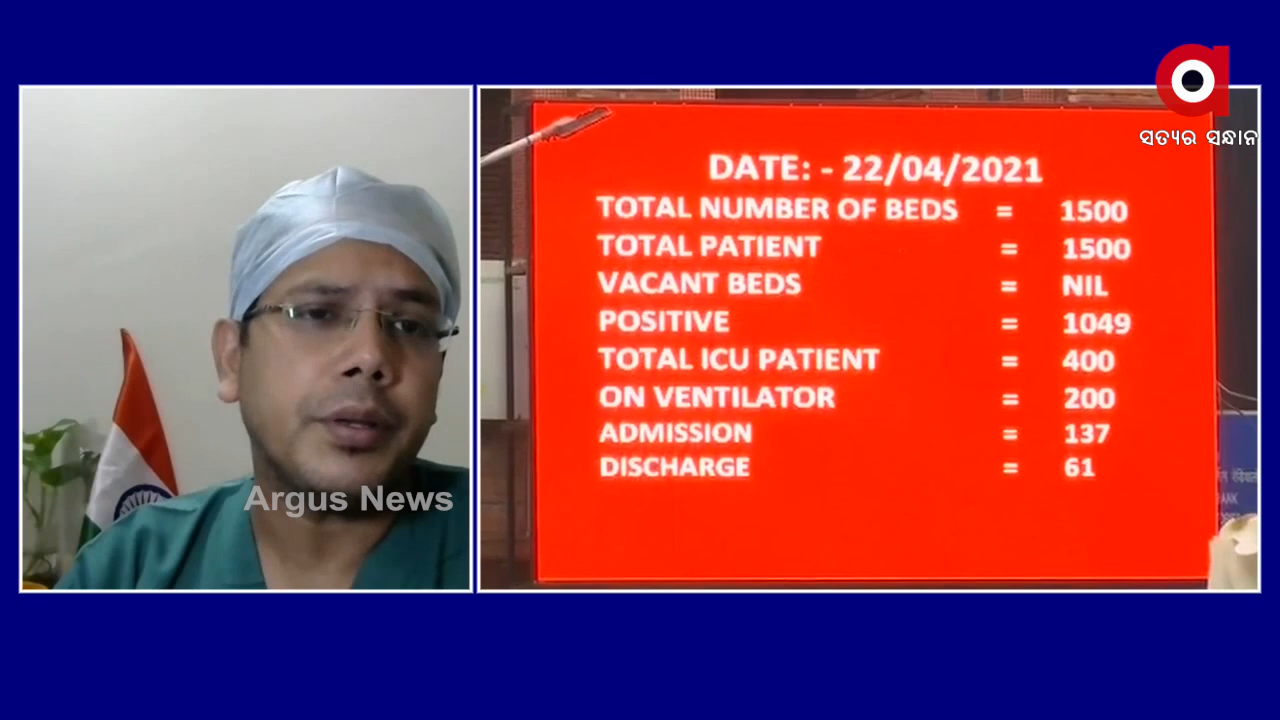 ସତ୍ୟର ସନ୍ଧାନ
Argus News
DATE: - 22/04/2021
TOTAL NUMBER OF BEDS = 1500
TOTAL PATIENT = 1500
VACANT BEDS = NIL
POSITIVE = 1049
TOTAL ICU PATIENT = 400
ON VENTILATOR = 200
ADMISSION = 137
DISCHARGE = 61